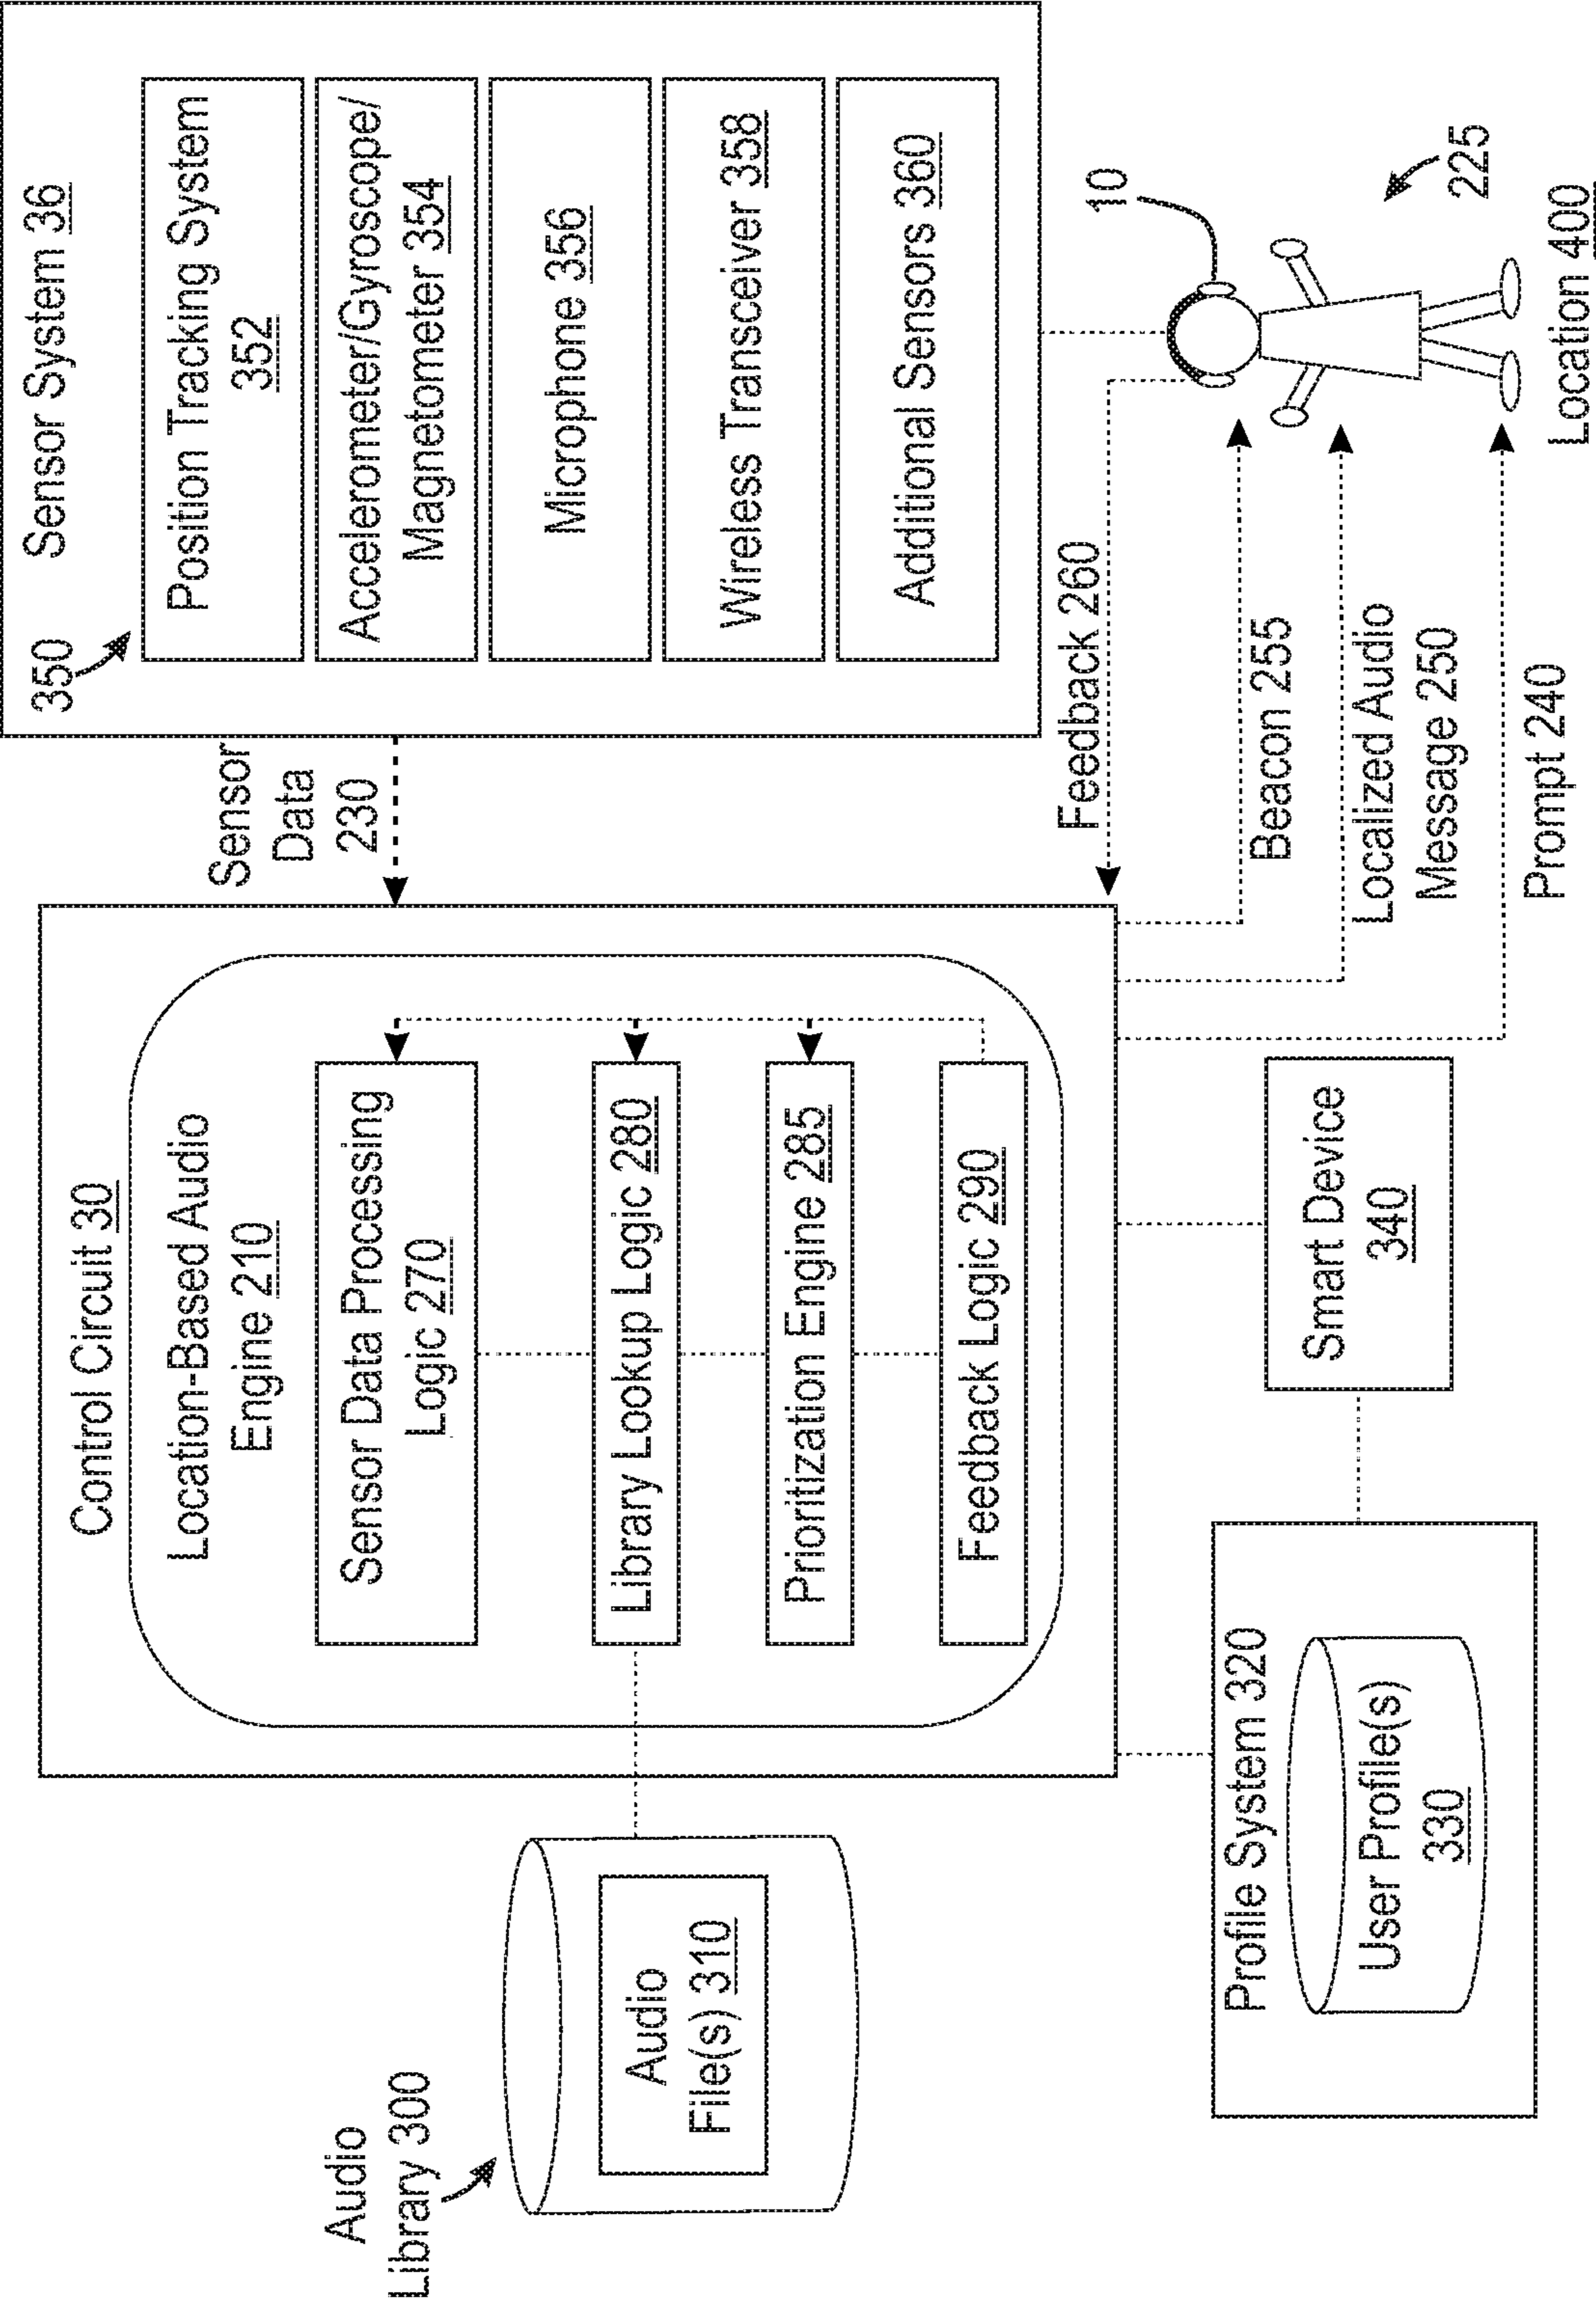 Audio
Library 300
Audio
File(s) 310
Control Circuit 30
Location-Based Audio
Engine 210
Sensor Data Processing
Logic 270
Library Lookup Logic 280
Prioritization Engine 285
Feedback Logic 290
Profile System 320
User Profile(s)
330
Smart Device
340
Sensor
Data
230
350
Sensor System 36
Position Tracking System
352
Accelerometer/Gyroscope/
Magnetometer 354
Microphone 356
Wireless Transceiver 358
Additional Sensors 360
Feedback 260
Beacon 255
Localized Audio
Message 250
Prompt 240
10
225
Location 400